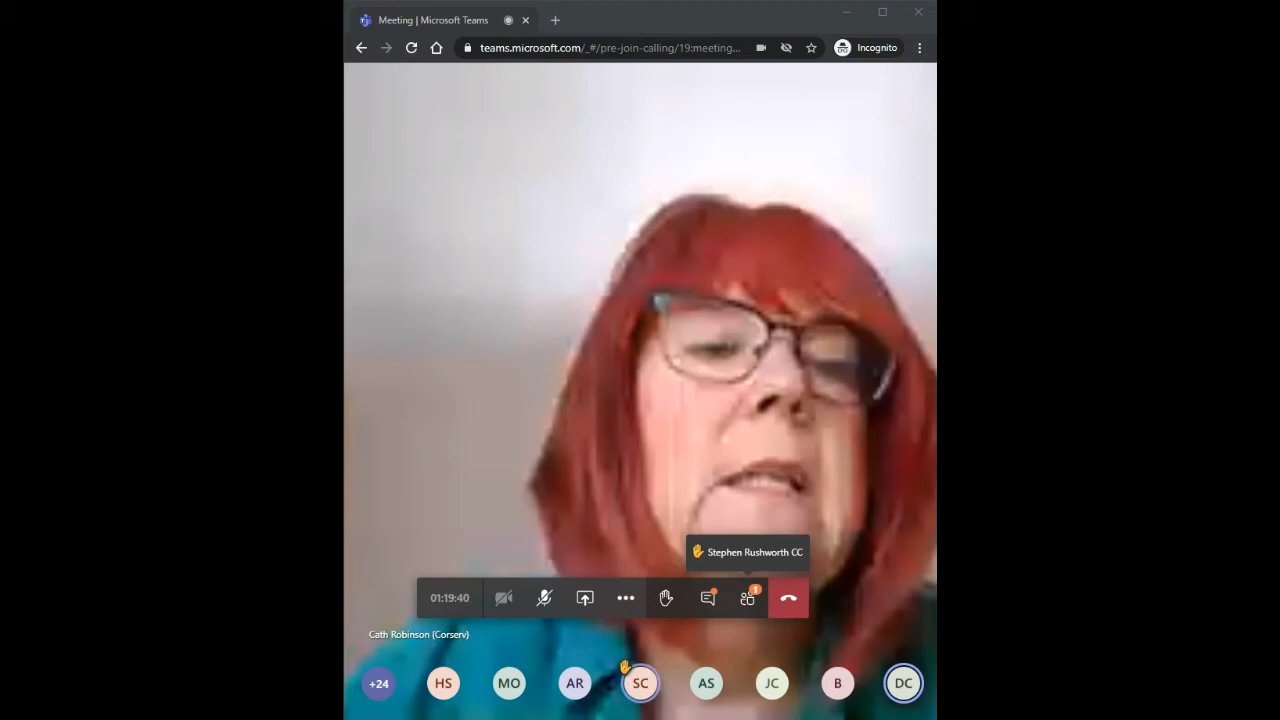 Meeting | Microsoft Teams
teams.microsoft.com/_#/pre-join-calling/19:meeting...
Incognito
Stephen Rushworth CC
01:19:40
1
Cath Robinson (Corserv)
+24 HS MO AR SC AS JC B DC